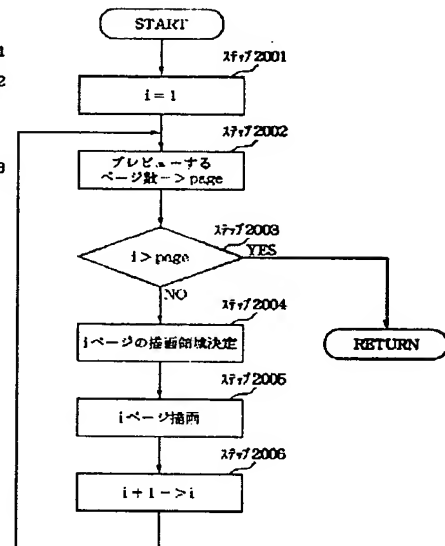 START
ステップ2001
i = 1
ステップ2002
プレビューする
ページ数 -> page
ステップ2003
i > page
YES
NO
ステップ2004
iページの描画領域決定
RETURN
ステップ2005
iページ描画
ステップ2006
i + 1 -> i